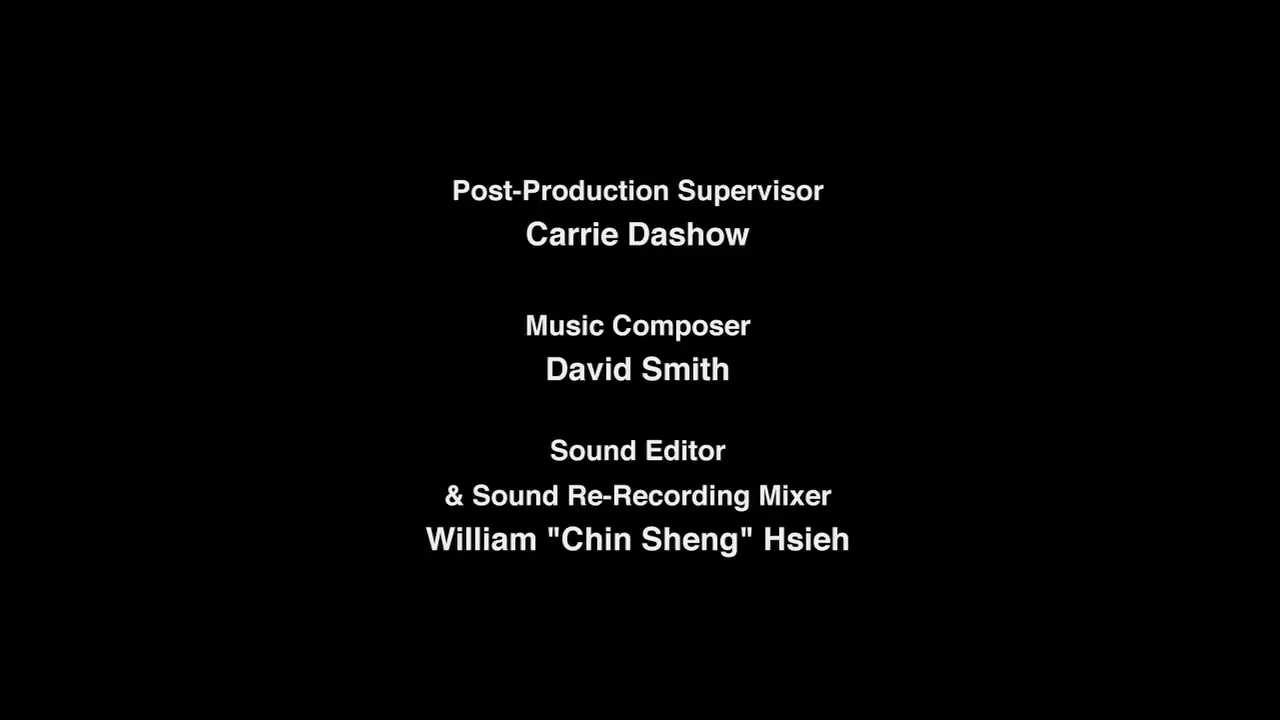 Post-Production Supervisor
Carrie Dashow
Music Composer
David Smith
Sound Editor
& Sound Re-Recording Mixer
William "Chin Sheng" Hsieh